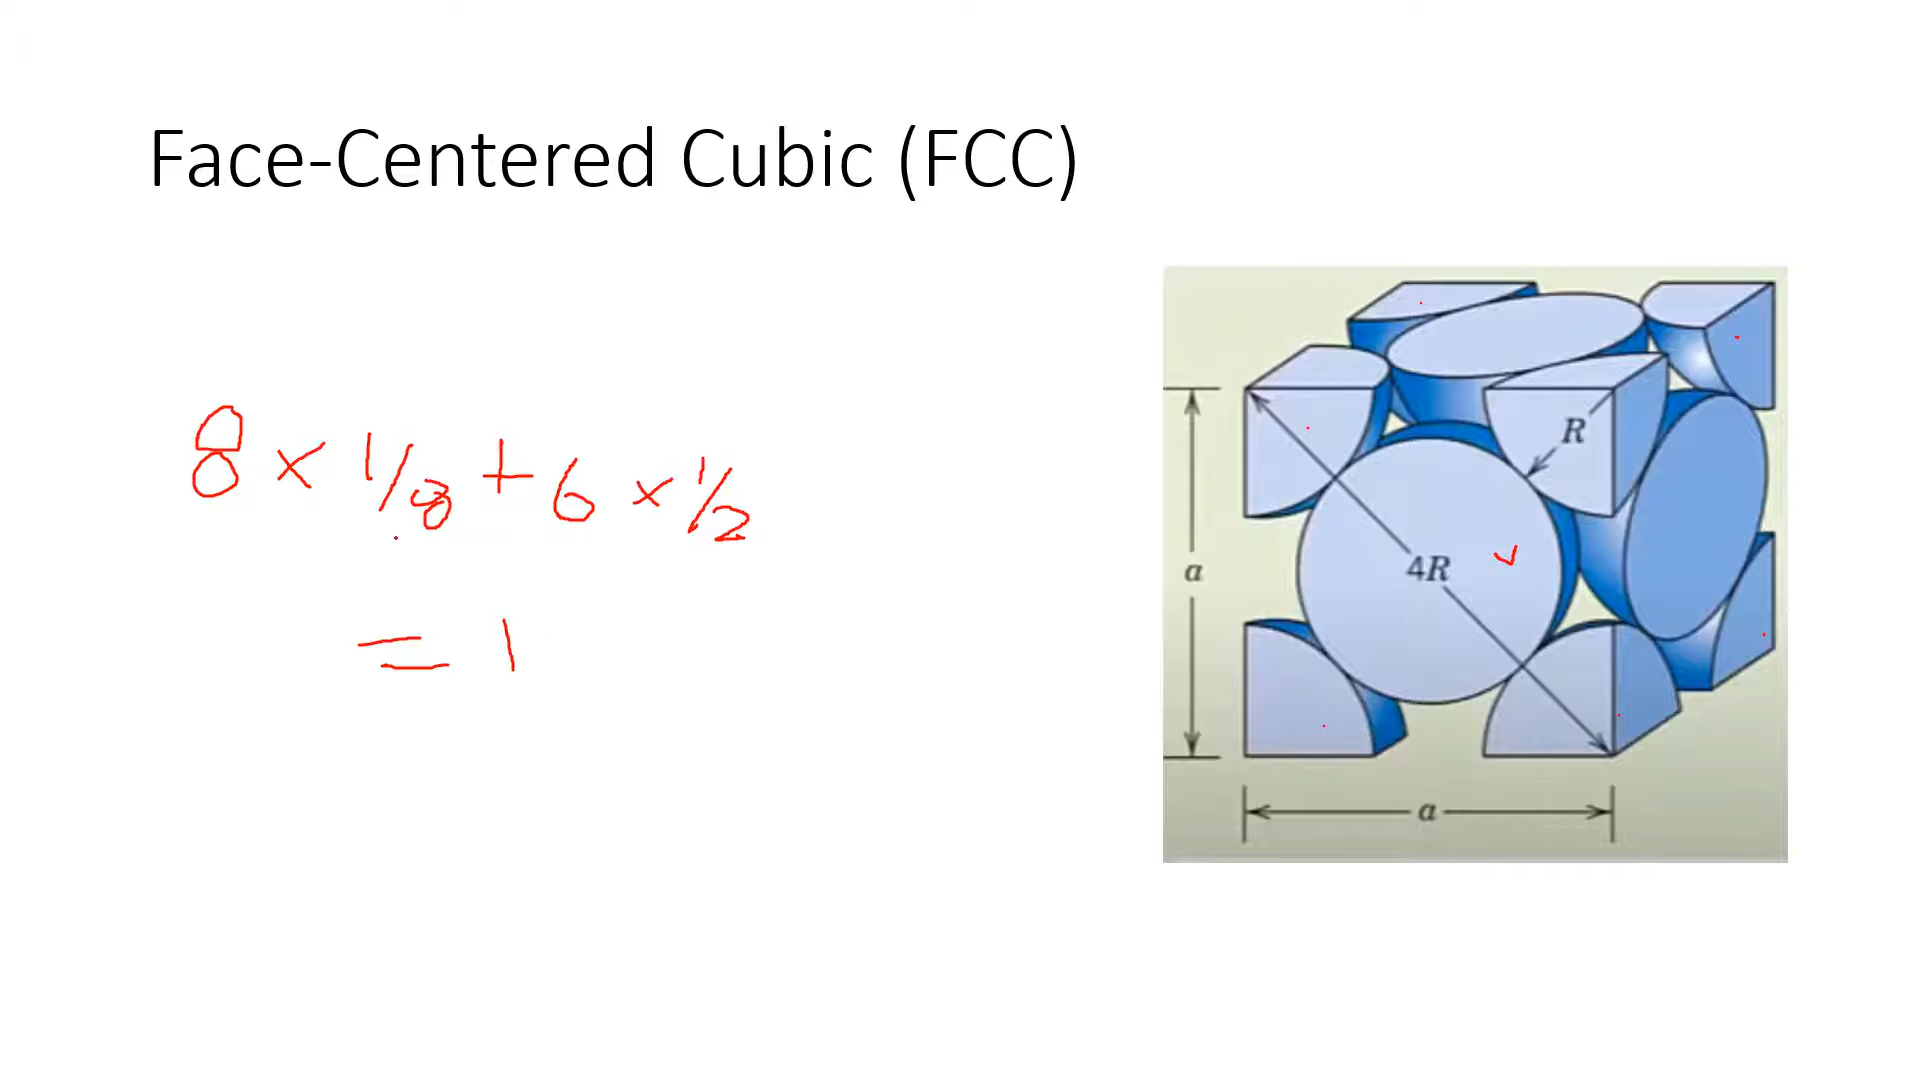 Face-Centered Cubic (FCC)
8 × 1/8 + 6 × 1/2
= 1
R
4R
a
a